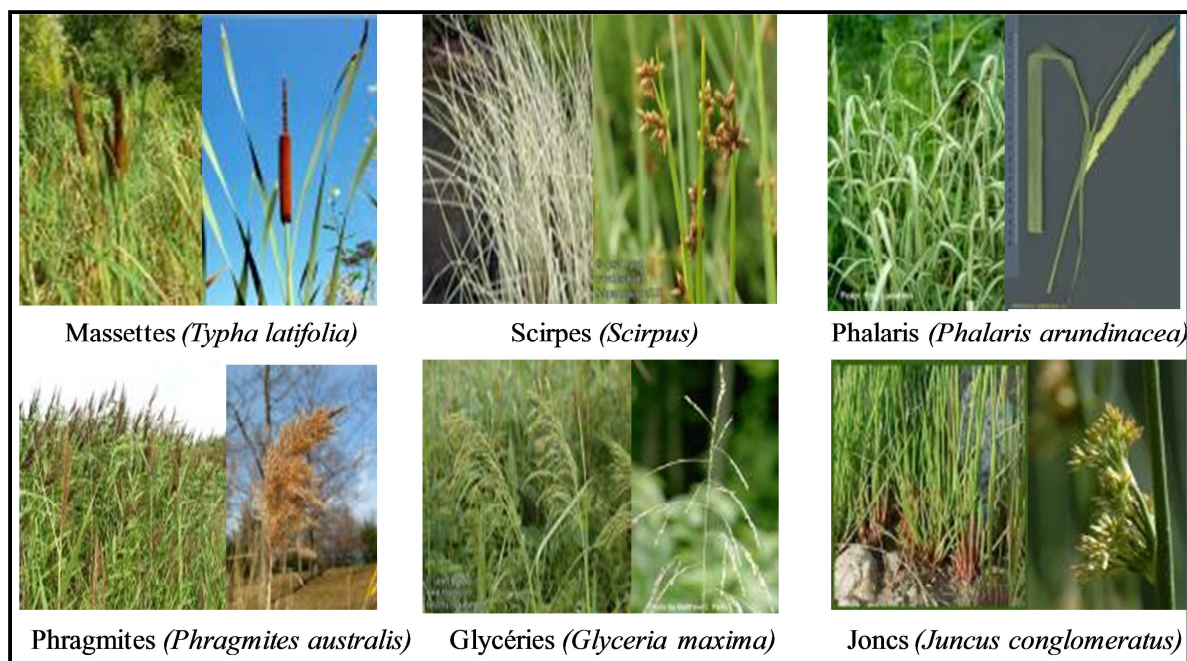 Massettes (Typha latifolia)
Scirpes (Scirpus)
Phalaris (Phalaris arundinacea)
Phragmites (Phragmites australis)
Glycéries (Glyceria maxima)
Joncs (Juncus conglomeratus)